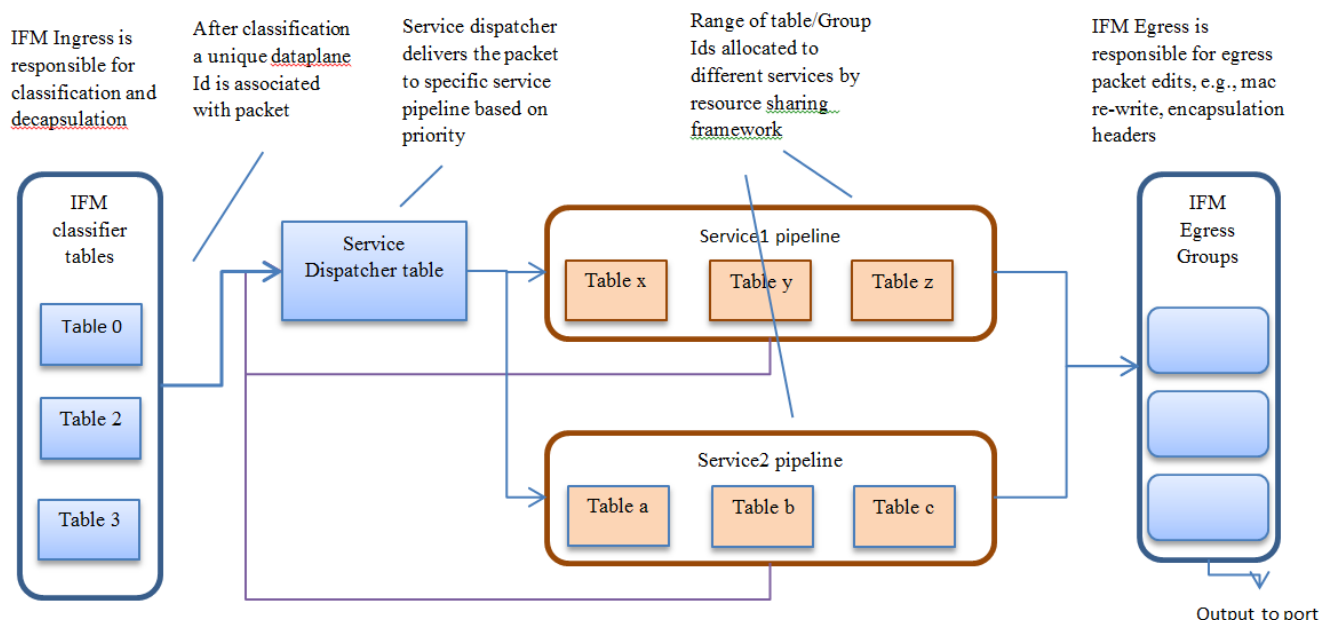 IFM Ingress is
responsible for
classification and
decapsulation
After classification
a unique dataplane
Id is associated
with packet
Service dispatcher
delivers the packet
to specific service
pipeline based on
priority
Range of table/Group
Ids allocated to
different services by
resource sharing
framework
IFM Egress is
responsible for egress
packet edits, e.g., mac
re-write, encapsulation
headers
IFM
classifier
tables
Table 0
Table 2
Table 3
Service
Dispatcher table
Service1 pipeline
Table x
Table y
Table z
Service2 pipeline
Table a
Table b
Table c
IFM
Egress
Groups
Output to port